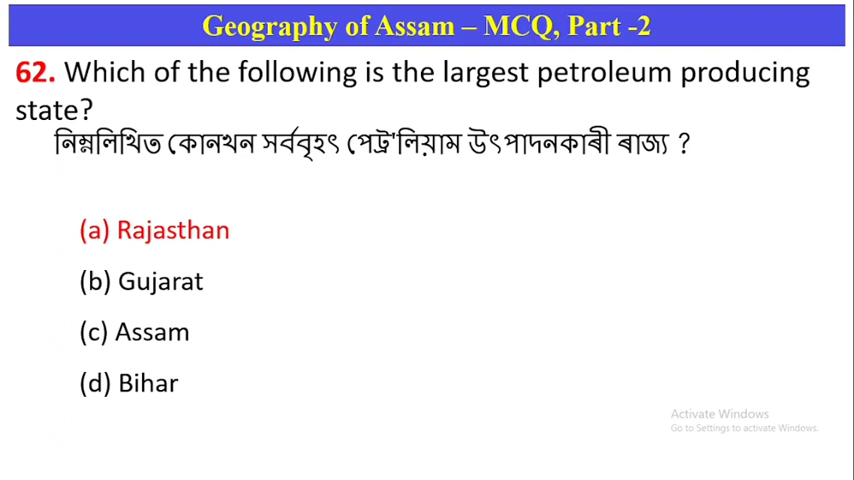 Geography of Assam – MCQ, Part -2
62. Which of the following is the largest petroleum producing
state?
নিম্নলিখিত কোনখন সৰ্ববৃহৎ পেট্ৰ'লিয়াম উৎপাদনকাৰী ৰাজ্য ?
(a) Rajasthan
(b) Gujarat
(c) Assam
(d) Bihar
Activate Windows
Go to Settings to activate Windows.